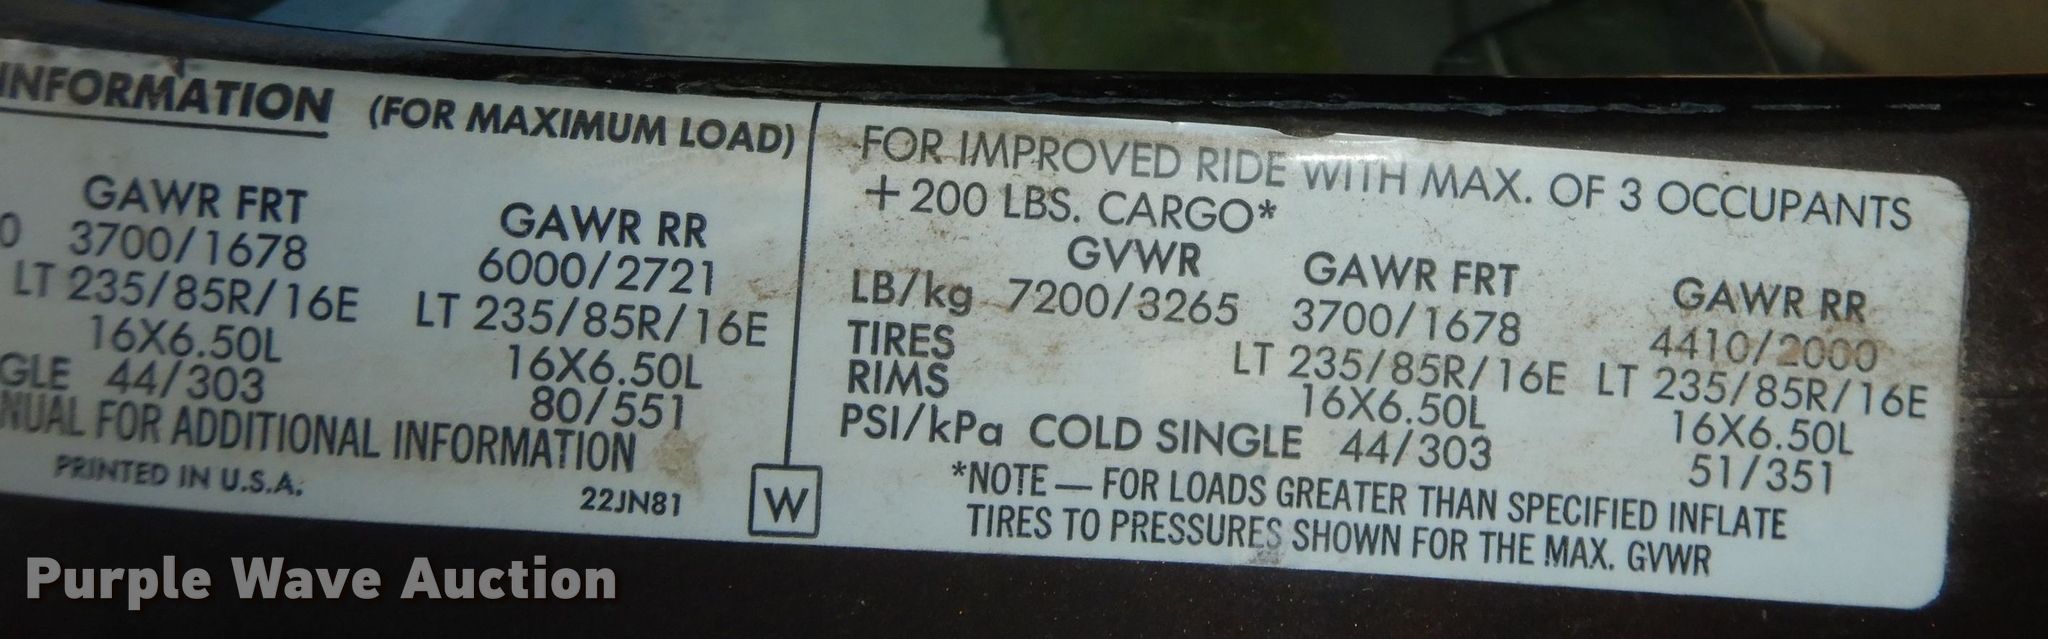 INFORMATION (FOR MAXIMUM LOAD)
GAWR FRT GAWR RR
0 3700/1678 6000/2721
LT 235/85R/16E LT 235/85R/16E
16X6.50L 16X6.50L
GLE 44/303 80/551
NUAL FOR ADDITIONAL INFORMATION
PRINTED IN U.S.A. 22JN81
W
FOR IMPROVED RIDE WITH MAX. OF 3 OCCUPANTS
+200 LBS. CARGO*
GVWR GAWR FRT GAWR RR
LB/kg 7200/3265 3700/1678 4410/2000
TIRES LT 235/85R/16E LT 235/85R/16E
RIMS 16X6.50L 16X6.50L
PSI/kPa COLD SINGLE 44/303 51/351
*NOTE — FOR LOADS GREATER THAN SPECIFIED INFLATE
TIRES TO PRESSURES SHOWN FOR THE MAX. GVWR
Purple Wave Auction